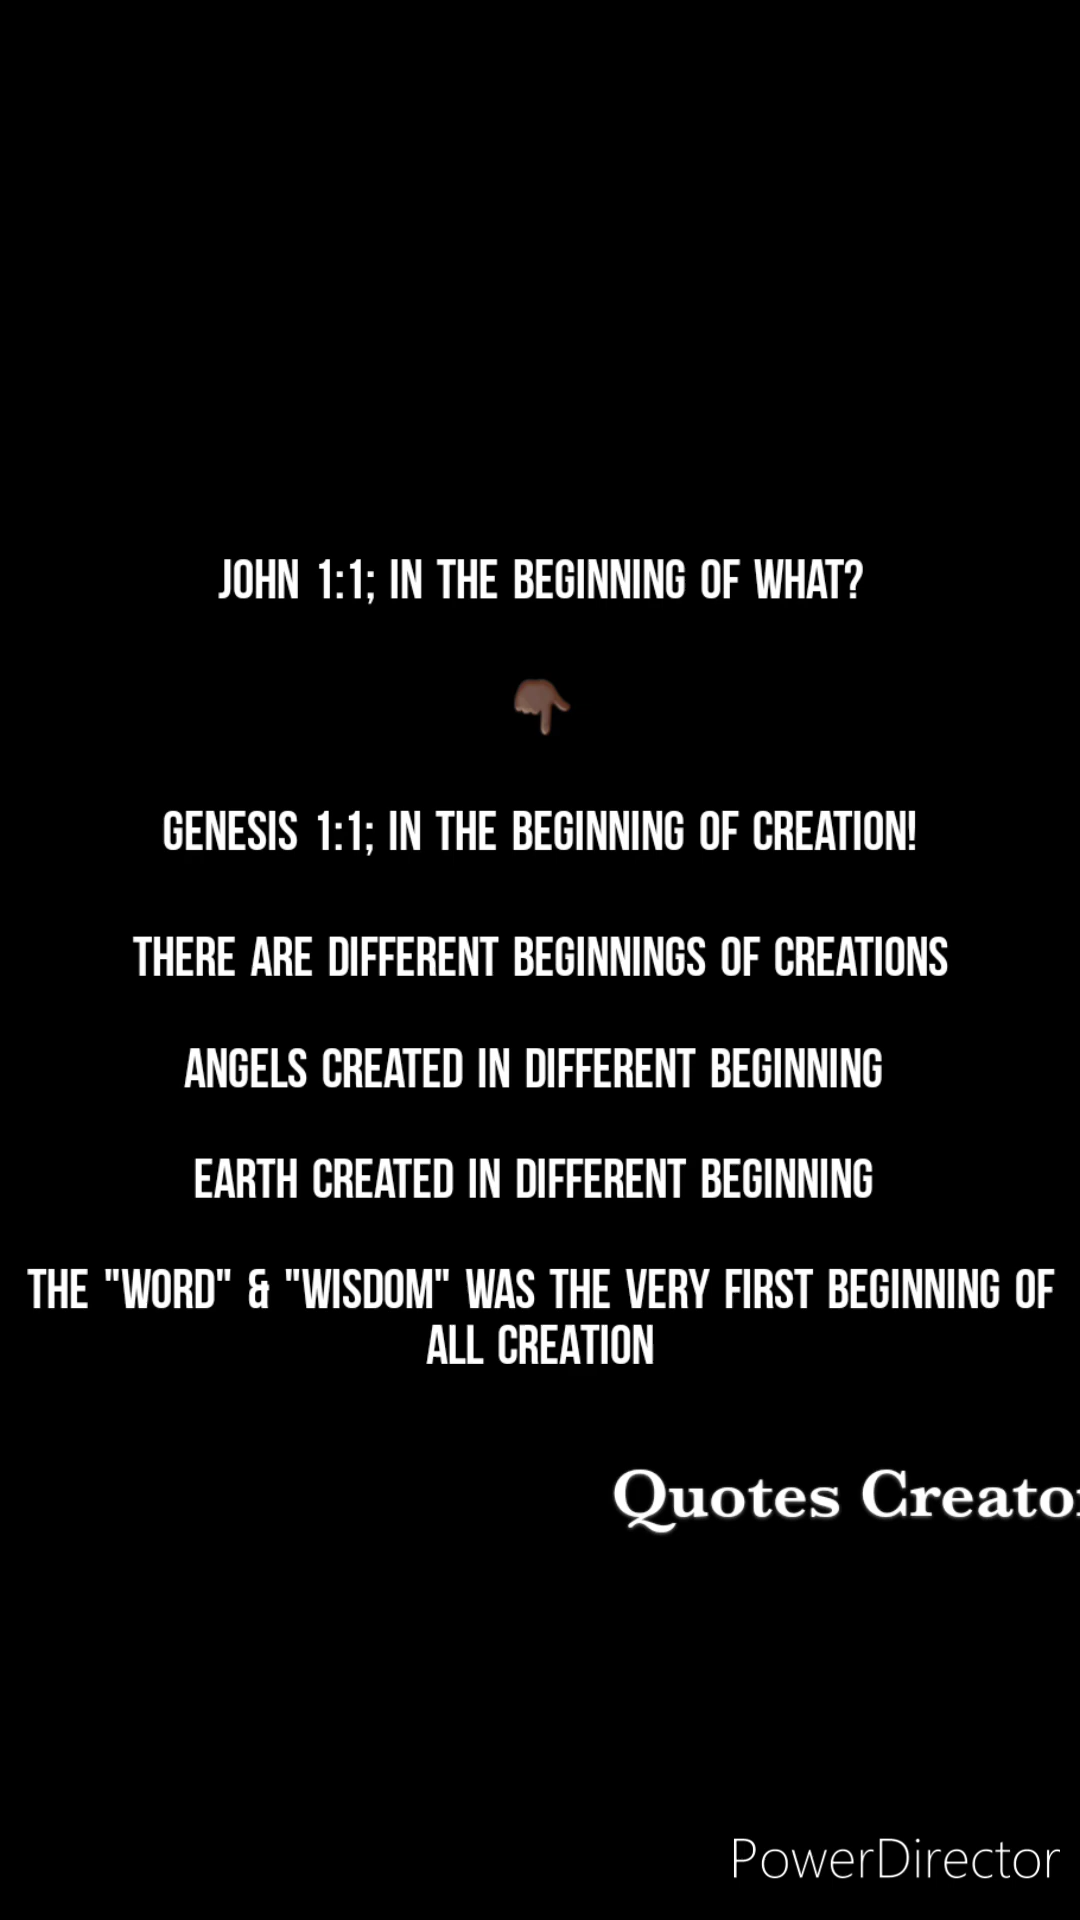 JOHN 1:1; IN THE BEGINNING OF WHAT?
GENESIS 1:1; IN THE BEGINNING OF CREATION!
THERE ARE DIFFERENT BEGINNINGS OF CREATIONS
ANGELS CREATED IN DIFFERENT BEGINNING
EARTH CREATED IN DIFFERENT BEGINNING
THE "WORD" & "WISDOM" WAS THE VERY FIRST BEGINNING OF
ALL CREATION
Quotes Creator
PowerDirector